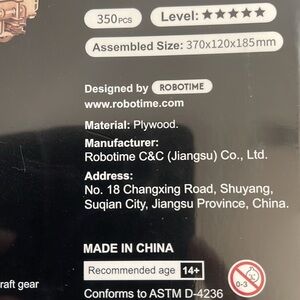 350 PCS
Level: ★★★★★
Assembled Size: 370x120x185mm
Designed by ROBOTIME
www.robotime.com
Material: Plywood.
Manufacturer:
Robotime C&C (Jiangsu) Co., Ltd.
Address:
No. 18 Changxing Road, Shuyang,
Suqian City, Jiangsu Province, China.
MADE IN CHINA
raft gear
Recommended age 14+
0-3
Conforms to ASTM D-4236